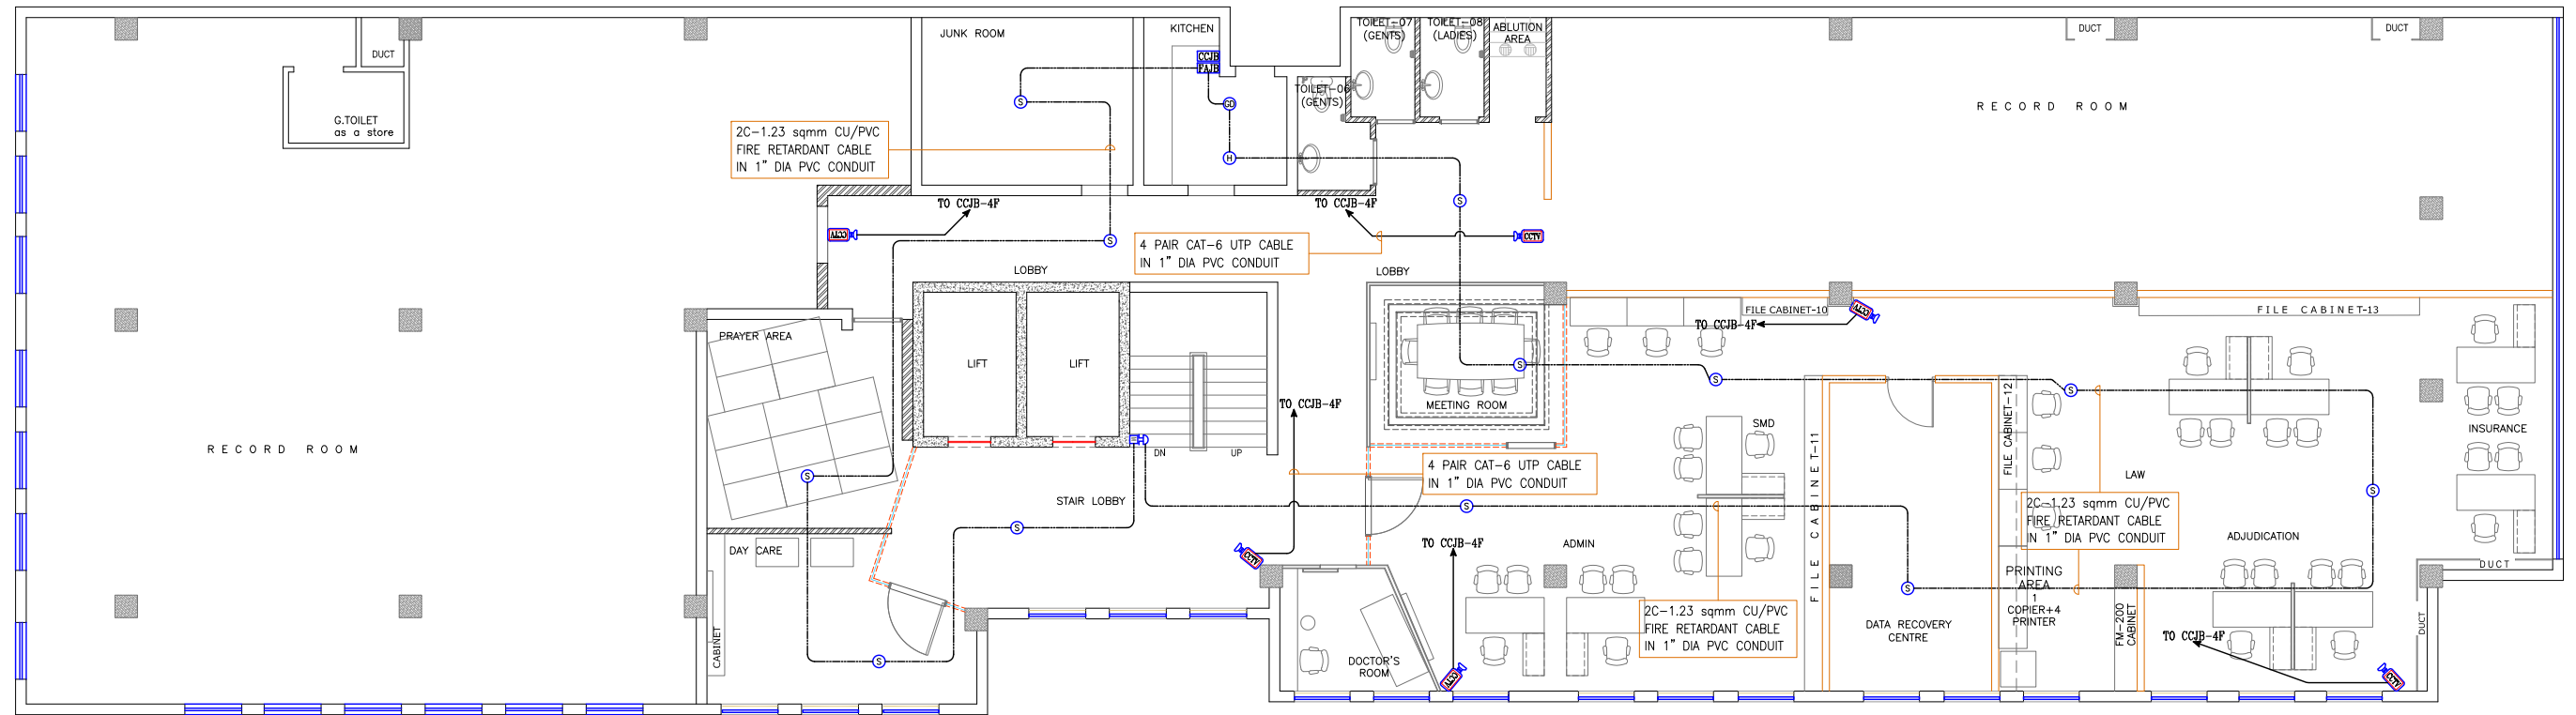 TOILET-07
(GENTS)
TOILET-08
(LADIES)
ABLUTION
AREA
KITCHEN
JUNK ROOM
DUCT
DUCT
DUCT
CCJB
FAJB
S
GD
H
S
S
S
G.TOILET
as a store
TOILET-06
(GENTS)
RECORD ROOM
2C-1.23 sqmm CU/PVC
FIRE RETARDANT CABLE
IN 1" DIA PVC CONDUIT
TO CCJB-4F
TO CCJB-4F
CCTV
CCTV
4 PAIR CAT-6 UTP CABLE
IN 1" DIA PVC CONDUIT
LOBBY
LOBBY
PRAYER AREA
LIFT
LIFT
FILE CABINET-10
CCTV
FILE CABINET-13
TO CCJB-4F
S
S
S
MEETING ROOM
TO CCJB-4F
SMD
FILE CABINET-11
FILE CABINET-12
INSURANCE
RECORD ROOM
DN
UP
4 PAIR CAT-6 UTP CABLE
IN 1" DIA PVC CONDUIT
LAW
S
S
STAIR LOBBY
S
S
2C-1.23 sqmm CU/PVC
FIRE RETARDANT CABLE
IN 1" DIA PVC CONDUIT
DAY CARE
CCTV
TO CCJB-4F
ADMIN
ADJUDICATION
DUCT
PRINTING
AREA
1
COPIER+4
PRINTER
S
2C-1.23 sqmm CU/PVC
FIRE RETARDANT CABLE
IN 1" DIA PVC CONDUIT
DATA RECOVERY
CENTRE
FM-200
CABINET
TO CCJB-4F
DUCT
CABINET
S
DOCTOR'S
ROOM
CCTV
CCTV